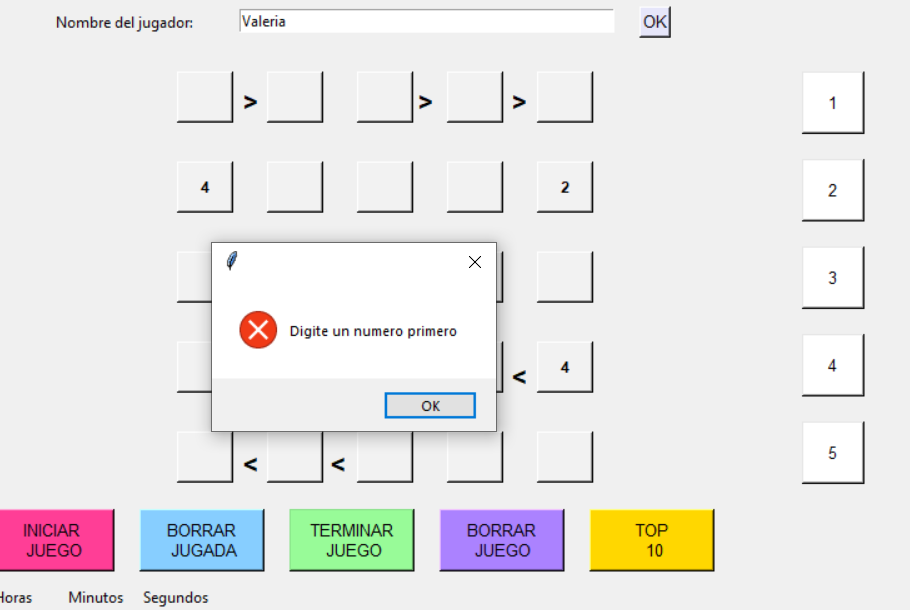 Nombre del jugador: Valeria OK
> > > 1
4 2 2
3
Digite un numero primero
< 4 4
OK
< < 5
INICIAR JUEGO BORRAR JUGADA TERMINAR JUEGO BORRAR JUEGO TOP 10
Minutos Segundos